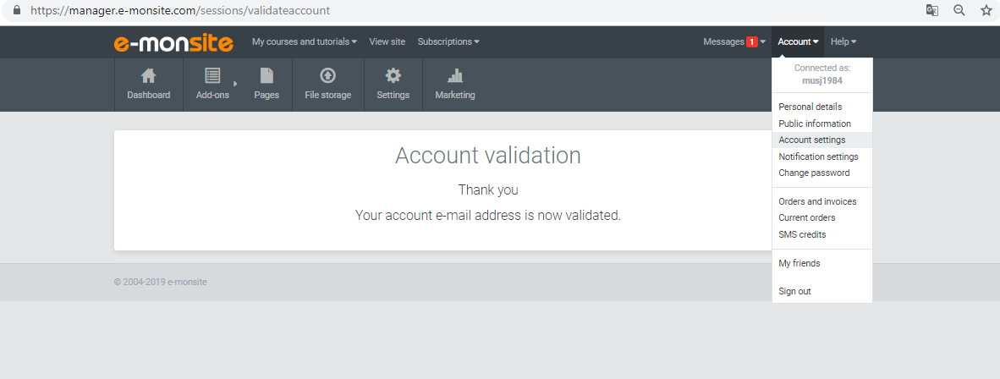 https://manager.e-monsite.com/sessions/validateaccount
e-monsite My courses and tutorials View site Subscriptions Messages 1 Account Help
Connected as:
musj1984
Dashboard Add-ons Pages File storage Settings Marketing
Personal details
Public information
Account settings
Notification settings
Change password
Orders and invoices
Current orders
SMS credits
My friends
Sign out
Account validation
Thank you
Your account e-mail address is now validated.
© 2004-2019 e-monsite